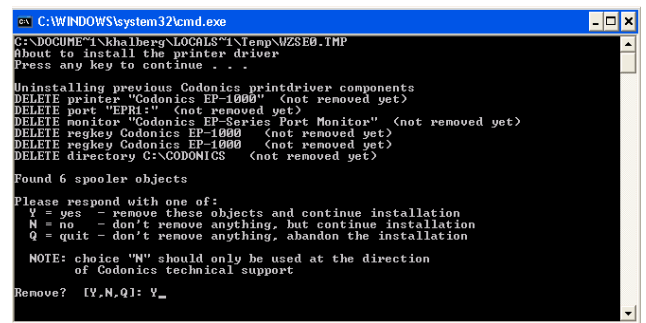 C:\WINDOWS\system32\cmd.exe
C:\DOCUME~1\khalberg\LOCALS~1\Temp\WZSE0.TMP
About to install the printer driver
Press any key to continue . . .
Uninstalling previous Codonics printdriver components
DELETE printer "Codonics EP-1000" (not removed yet)
DELETE port "EPR1:" (not removed yet)
DELETE monitor "Codonics EP-Series Port Monitor" (not removed yet)
DELETE regkey Codonics EP-1000 (not removed yet)
DELETE regkey Codonics EP-1000 (not removed yet)
DELETE directory C:\CODONICS (not removed yet)
Found 6 spooler objects
Please respond with one of:
Y = yes - remove these objects and continue installation
N = no - don't remove anything, but continue installation
Q = quit - don't remove anything, abandon the installation
NOTE: choice "N" should only be used at the direction
of Codonics technical support
Remove? [Y,N,Q]: Y_